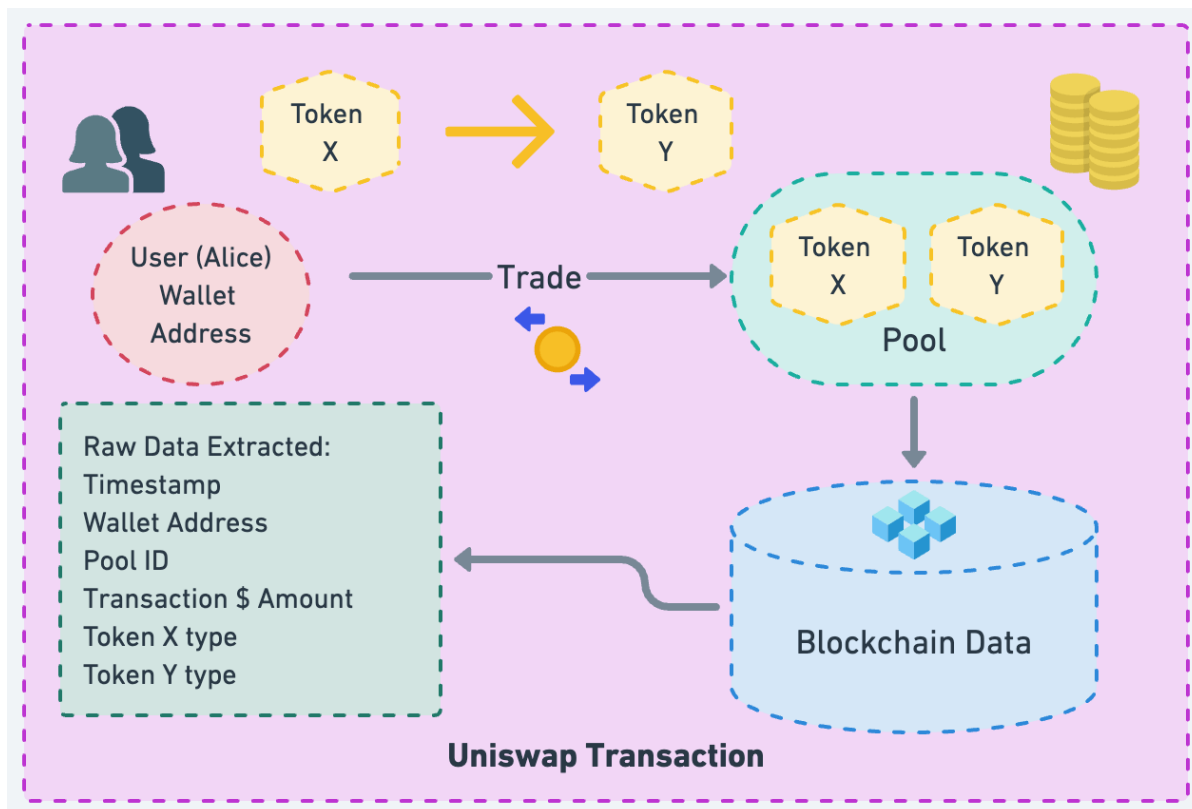 Token
X
Token
Y
User (Alice)
Wallet
Address
Trade
Token
X
Token
Y
Pool
Raw Data Extracted:
Timestamp
Wallet Address
Pool ID
Transaction $ Amount
Token X type
Token Y type
Blockchain Data
Uniswap Transaction